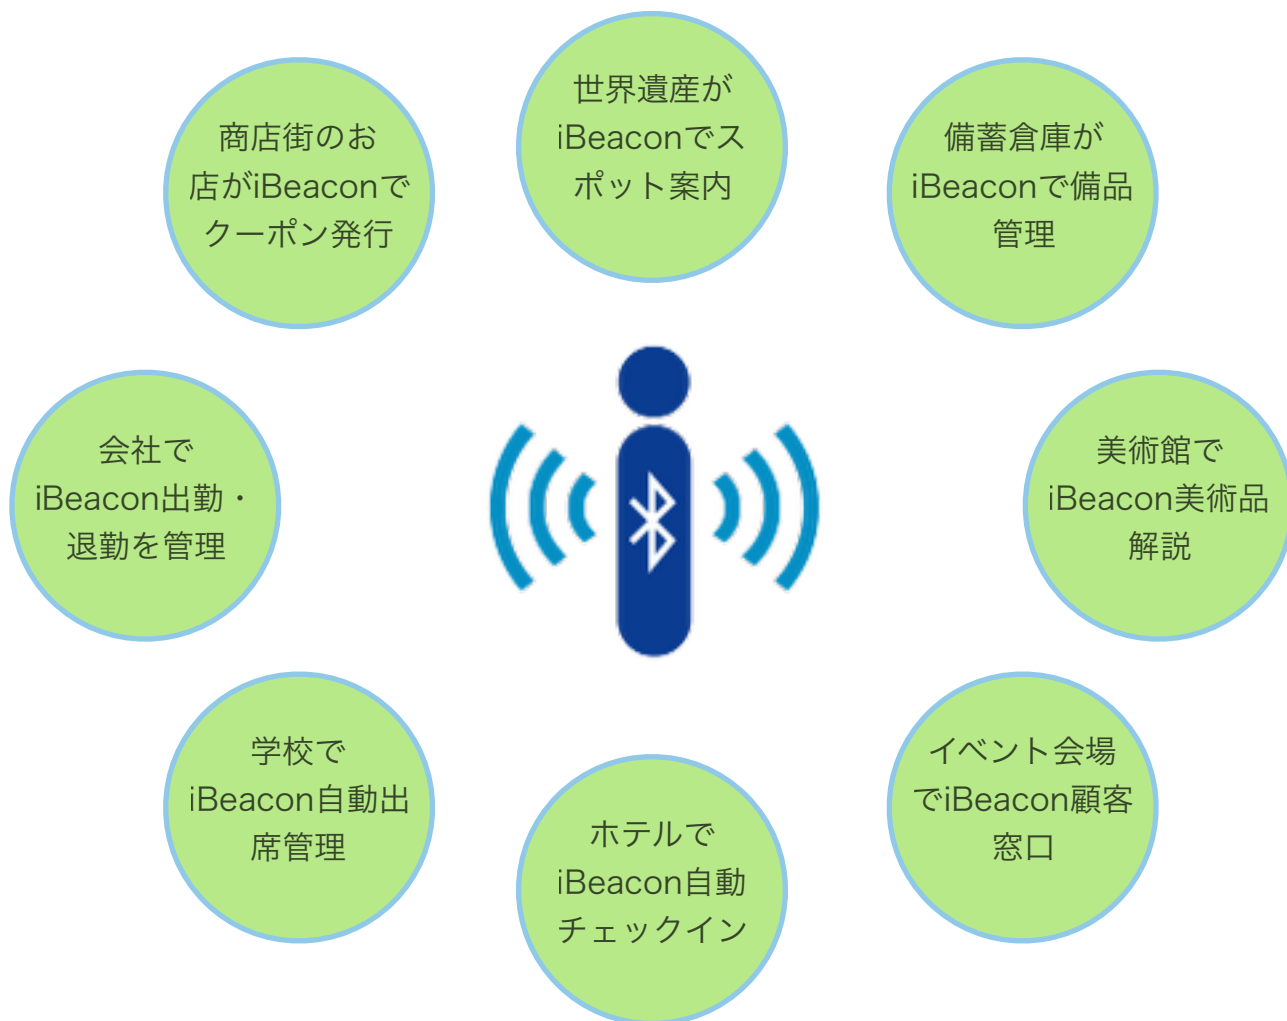 世界遺産が
iBeaconでス
ポット案内
商店街のお
店がiBeaconで
クーポン発行
備蓄倉庫が
iBeaconで備品
管理
会社で
iBeacon出勤・
退勤を管理
美術館で
iBeacon美術品
解説
学校で
iBeacon自動出
席管理
イベント会場
でiBeacon顧客
窓口
ホテルで
iBeacon自動
チェックイン